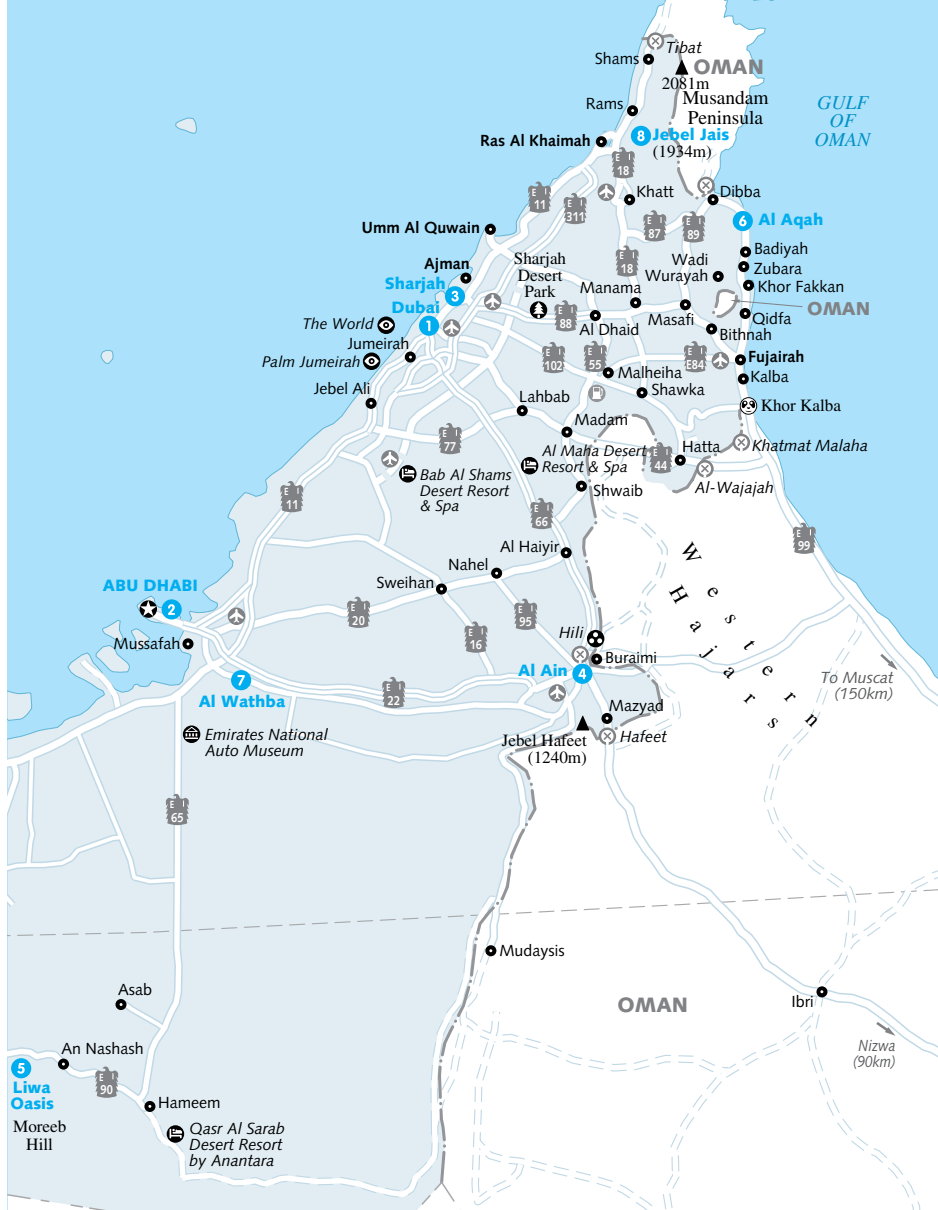 Tibat
Shams
OMAN
2081m
Musandam
Peninsula
GULF
OF
OMAN
Rams
Ras Al Khaimah
8 Jebel Jais
(1934m)
E
18
Khatt
Dibba
E
11
E
311
6 Al Aqah
E
87
E
89
Umm Al Quwain
Badiyah
Wadi
Wurayah
Zubara
Sharjah
Desert
Park
E
18
Ajman
Khor Fakkan
Sharjah
3
Manama
OMAN
Dubai
1
Masafi
Qidfa
The World
E
88
Al Dhaid
Bithnah
Jumeirah
Palm Jumeirah
E
102
E
55
E
E84
Fujairah
Malheiha
Kalba
Jebel Ali
Shawka
Lahbab
Khor Kalba
Madam
E
77
Al Maha Desert
Resort & Spa
Hatta
Khatmat Malaha
E
44
Bab Al Shams
Desert Resort
& Spa
Al-Wajajah
Shwaib
E
11
E
66
E
99
Al Haiyir
Western
Hajars
Nahel
Sweihan
ABU DHABI
2
E
20
E
95
E
16
Hili
Mussafah
Buraimi
Al Ain 4
To Muscat
(150km)
7
Al Wathba
E
22
Mazyad
Emirates National
Auto Museum
Jebel Hafeet
(1240m)
Hafeet
E
65
Mudaysis
Asab
OMAN
Ibri
An Nashash
Nizwa
(90km)
5
Liwa
Oasis
E
90
Hameem
Moreeb
Hill
Qasr Al Sarab
Desert Resort
by Anantara